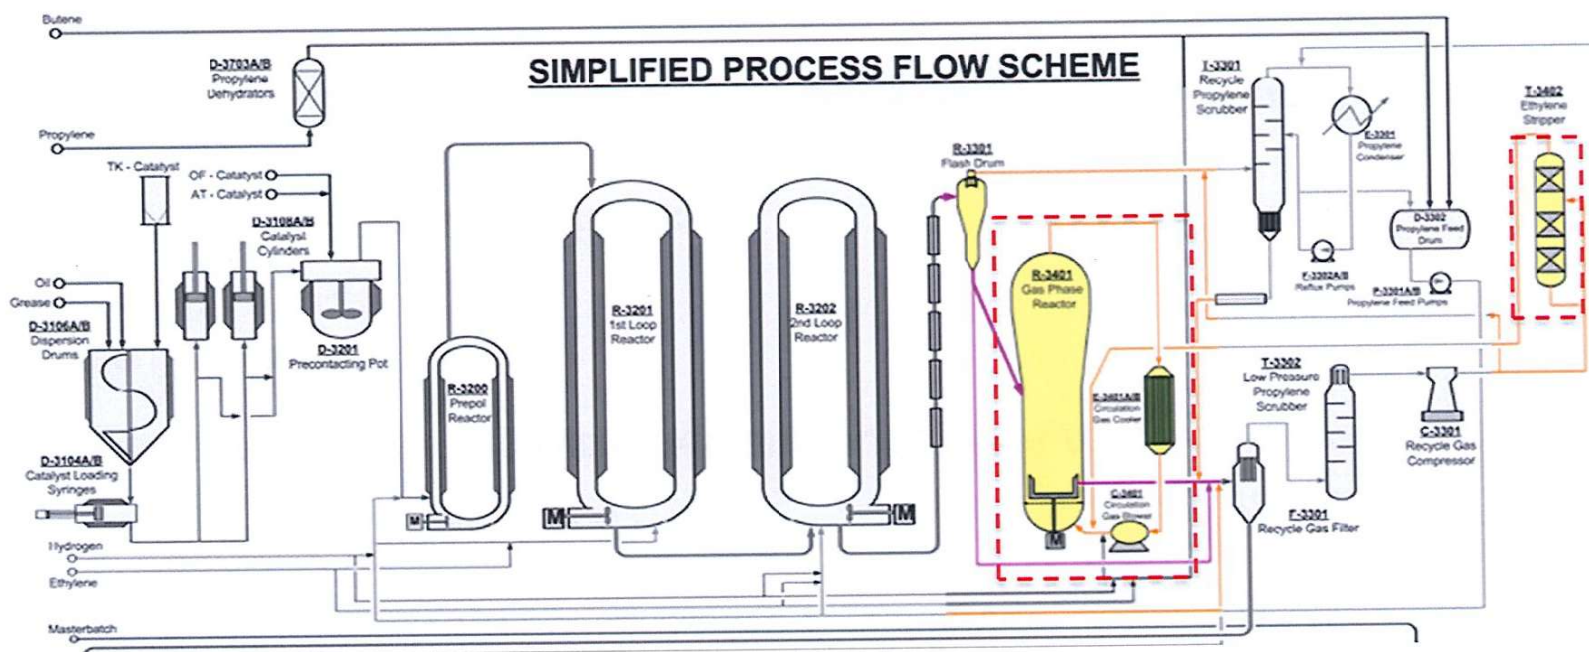 Butene
D-3703A/B
Propylene
Dehydrators
SIMPLIFIED PROCESS FLOW SCHEME
T-3301
Recycle
Propylene
Scrubber
E-3301
Propylene
Condenser
T-3402
Ethylene
Stripper
Propylene
TK - Catalyst
OF - Catalyst
AT - Catalyst
D-3108A/B
Catalyst
Cylinders
R-3301
Flash Drum
D-3302
Propylene Feed
Drum
Oil
Grease
D-3106A/B
Dispersion
Drums
D-3201
Precontacting Pot
R-3200
Prepol
Reactor
R-3201
1st Loop
Reactor
R-3202
2nd Loop
Reactor
R-3401
Gas Phase
Reactor
P-3302A/B
Reflux Pumps
P-3301A/B
Propylene Feed Pumps
E-3401A/B
Circulation
Gas Cooler
T-3302
Low Pressure
Propylene
Scrubber
C-3301
Recycle Gas
Compressor
D-3104A/B
Catalyst Loading
Syringes
M
M
M
M
C-3401
Circulation
Gas Blower
F-3301
Recycle Gas Filter
Hydrogen
Ethylene
Masterbatch